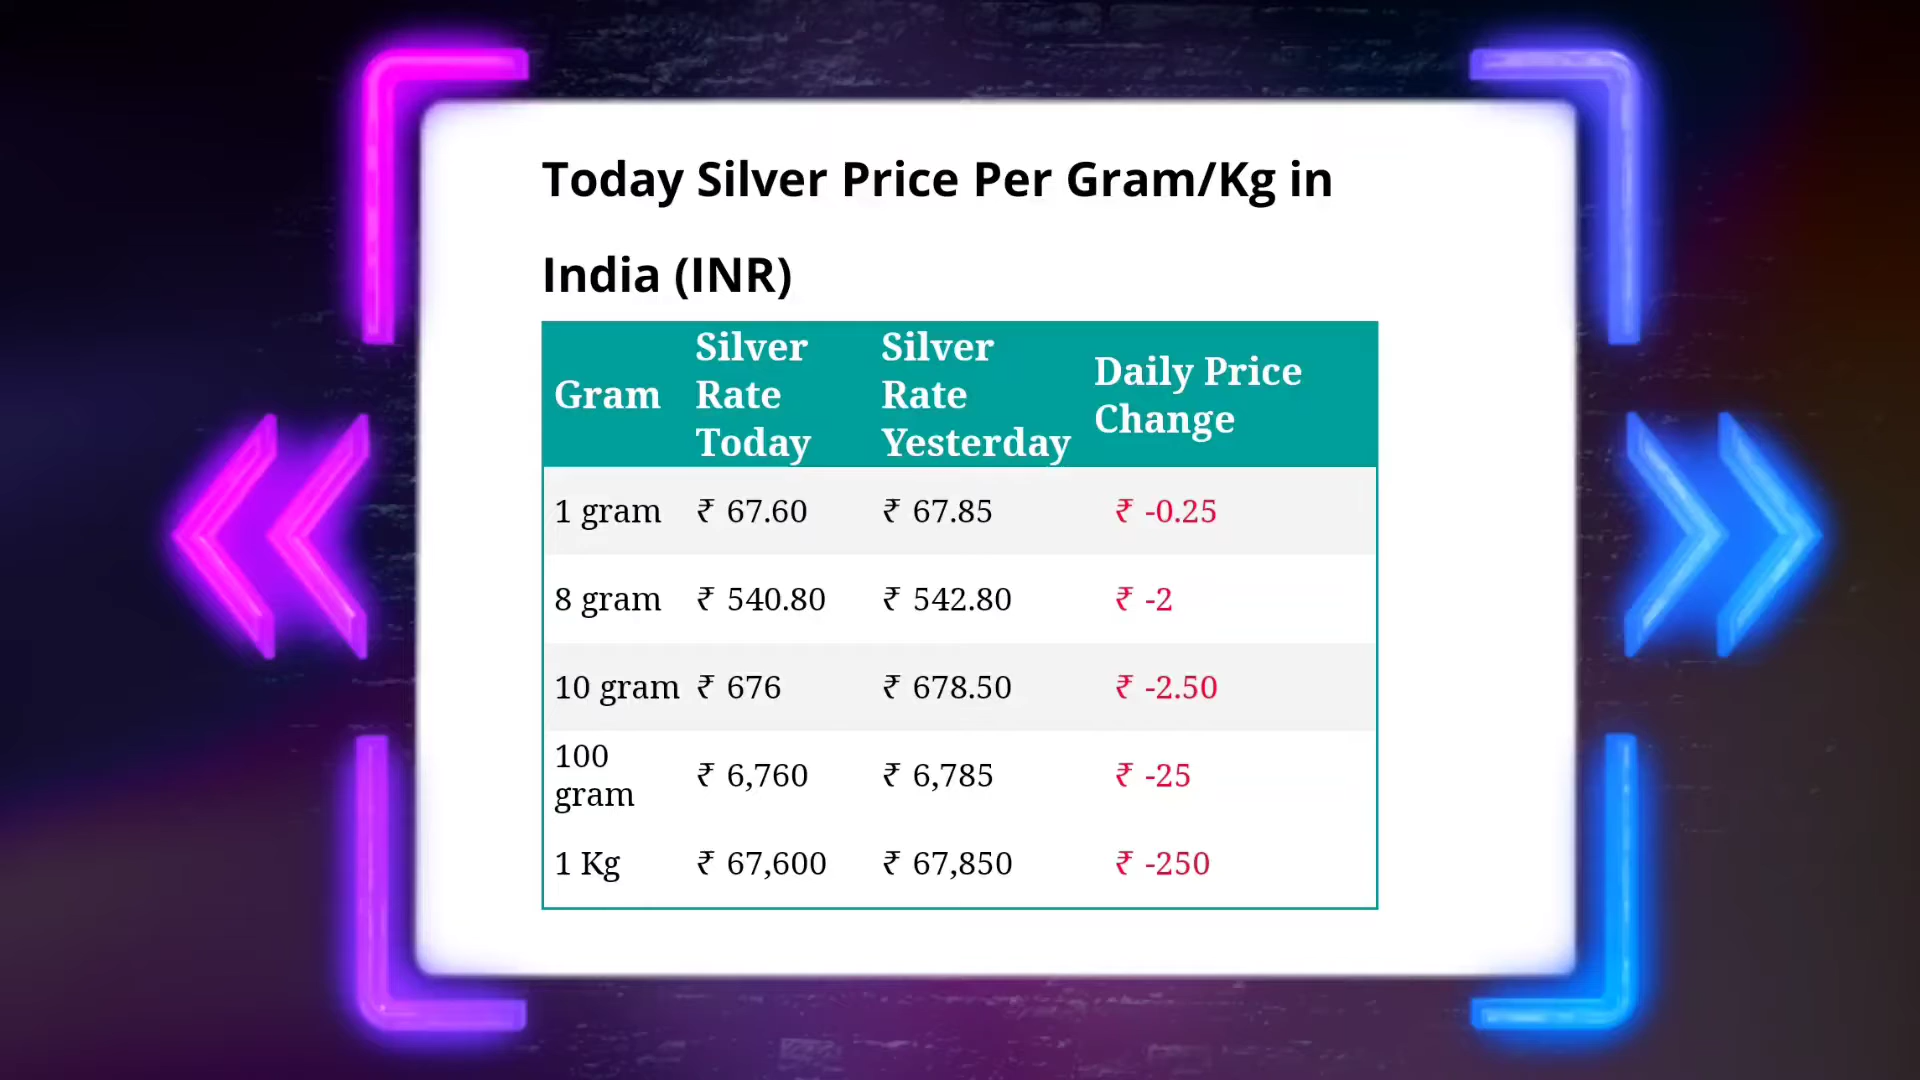 Today Silver Price Per Gram/Kg in
India (INR)
Gram Silver Rate Today Silver Rate Yesterday Daily Price Change
1 gram ₹ 67.60 ₹ 67.85 ₹ -0.25
8 gram ₹ 540.80 ₹ 542.80 ₹ -2
10 gram ₹ 676 ₹ 678.50 ₹ -2.50
100 gram ₹ 6,760 ₹ 6,785 ₹ -25
1 Kg ₹ 67,600 ₹ 67,850 ₹ -250